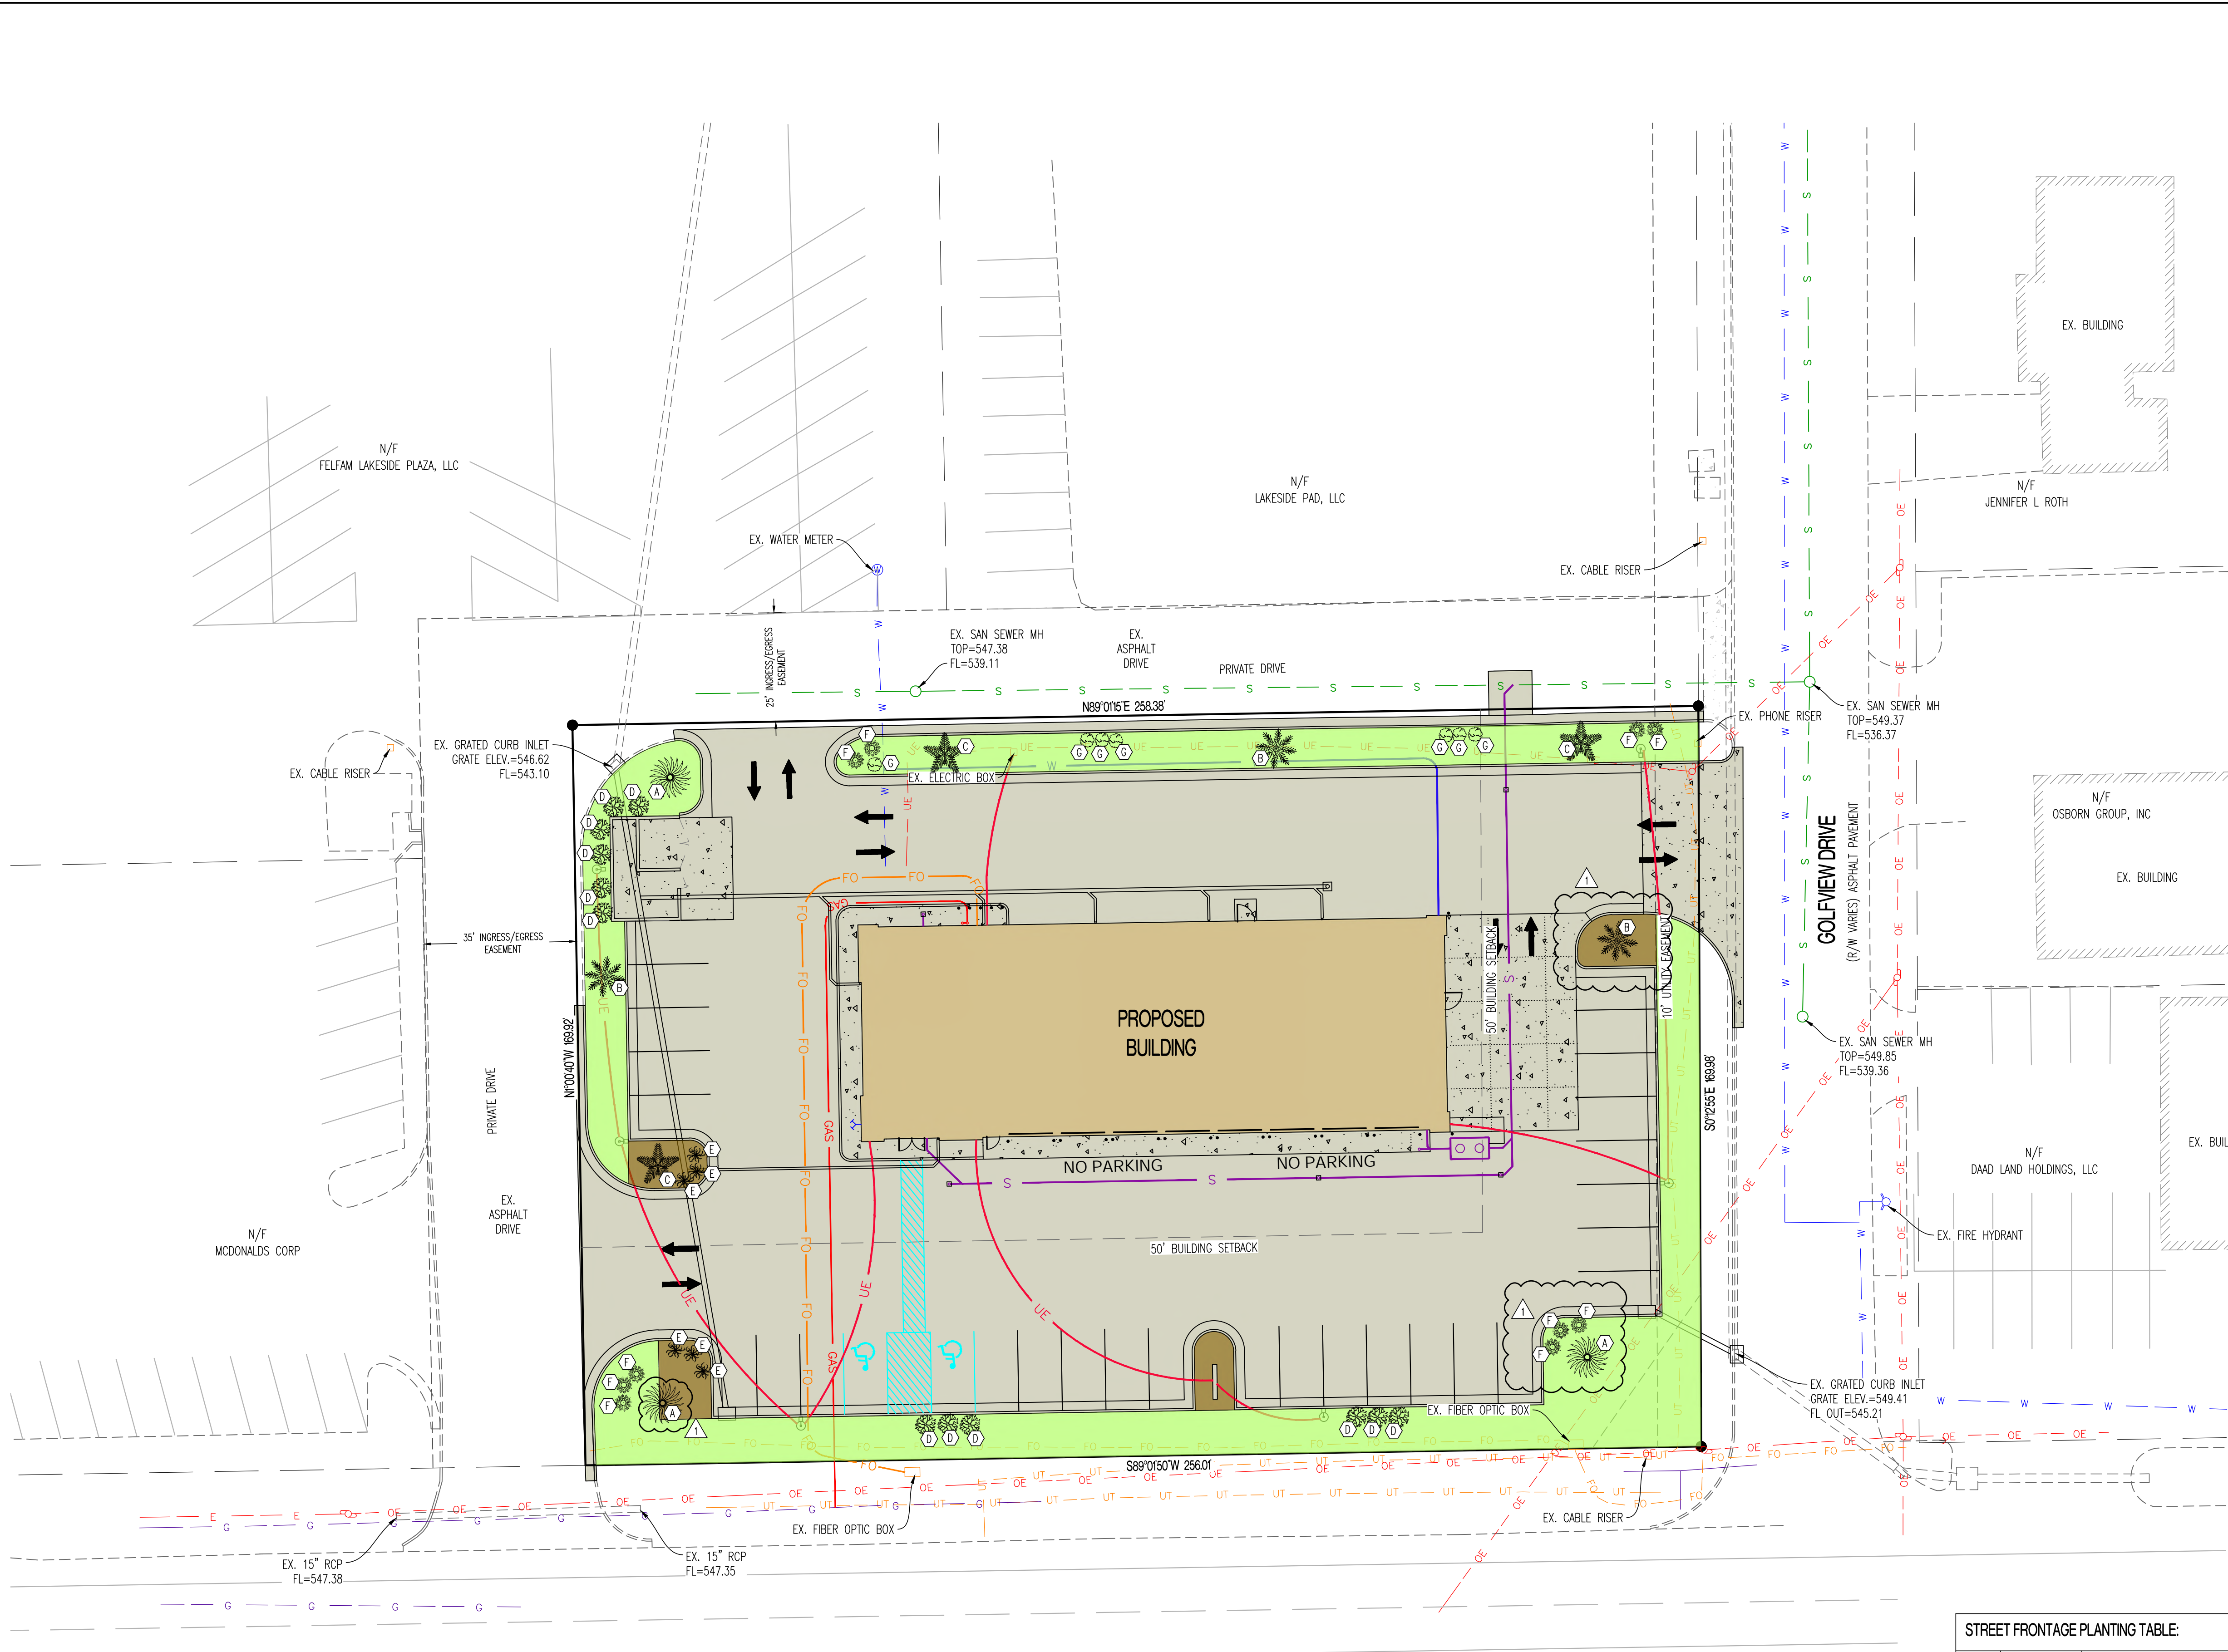 EX. BUILDING
N/F
FELFAM LAKESIDE PLAZA, LLC
N/F
LAKESIDE PAD, LLC
N/F
JENNIFER L ROTH
EX. WATER METER
W
EX. CABLE RISER
25' INGRESS/EGRESS
EASEMENT
EX. SAN SEWER MH
TOP=547.38
FL=539.11
EX.
ASPHALT
DRIVE
PRIVATE DRIVE
N89°01'15"E 258.38'
EX. SAN SEWER MH
TOP=549.37
FL=536.37
EX. PHONE RISER
EX. GRATED CURB INLET
GRATE ELEV.=546.62
FL=543.10
EX. CABLE RISER
EX. ELECTRIC BOX
N/F
OSBORN GROUP, INC
EX. BUILDING
GOLFVIEW DRIVE
(R/W VARIES) ASPHALT PAVEMENT
35' INGRESS/EGRESS
EASEMENT
50' BUILDING SETBACK
10' UTILITY EASEMENT
PROPOSED
BUILDING
N1°00'40"W 169.92'
S0°12'55"E 169.98'
PRIVATE DRIVE
EX. SAN SEWER MH
TOP=549.85
FL=539.36
EX. BUIL
N/F
DAAD LAND HOLDINGS, LLC
NO PARKING
NO PARKING
EX.
ASPHALT
DRIVE
N/F
MCDONALDS CORP
EX. FIRE HYDRANT
50' BUILDING SETBACK
EX. GRATED CURB INLET
GRATE ELEV.=549.41
FL OUT=545.21
EX. FIBER OPTIC BOX
S89°01'50"W 256.01'
EX. FIBER OPTIC BOX
EX. CABLE RISER
EX. 15" RCP
FL=547.38
EX. 15" RCP
FL=547.35
STREET FRONTAGE PLANTING TABLE: